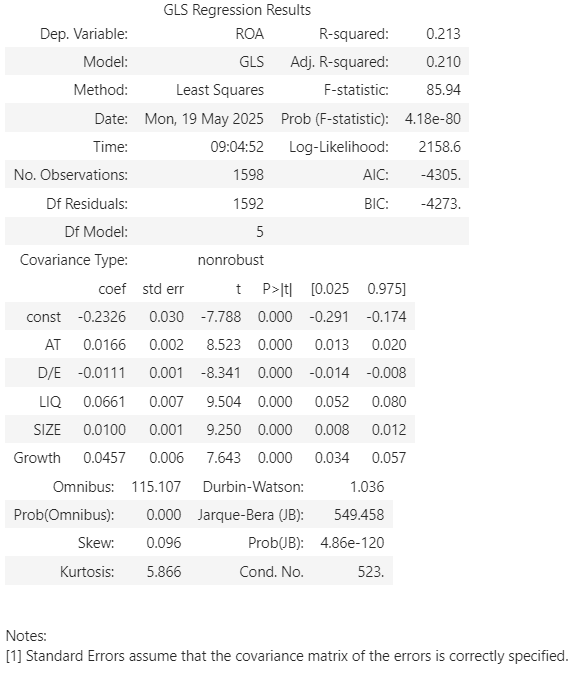 GLS Regression Results
Dep. Variable: ROA R-squared: 0.213
Model: GLS Adj. R-squared: 0.210
Method: Least Squares F-statistic: 85.94
Date: Mon, 19 May 2025 Prob (F-statistic): 4.18e-80
Time: 09:04:52 Log-Likelihood: 2158.6
No. Observations: 1598 AIC: -4305.
Df Residuals: 1592 BIC: -4273.
Df Model: 5
Covariance Type: nonrobust
coef std err t P>|t| [0.025 0.975]
const -0.2326 0.030 -7.788 0.000 -0.291 -0.174
AT 0.0166 0.002 8.523 0.000 0.013 0.020
D/E -0.0111 0.001 -8.341 0.000 -0.014 -0.008
LIQ 0.0661 0.007 9.504 0.000 0.052 0.080
SIZE 0.0100 0.001 9.250 0.000 0.008 0.012
Growth 0.0457 0.006 7.643 0.000 0.034 0.057
Omnibus: 115.107 Durbin-Watson: 1.036
Prob(Omnibus): 0.000 Jarque-Bera (JB): 549.458
Skew: 0.096 Prob(JB): 4.86e-120
Kurtosis: 5.866 Cond. No. 523.
Notes:
[1] Standard Errors assume that the covariance matrix of the errors is correctly specified.